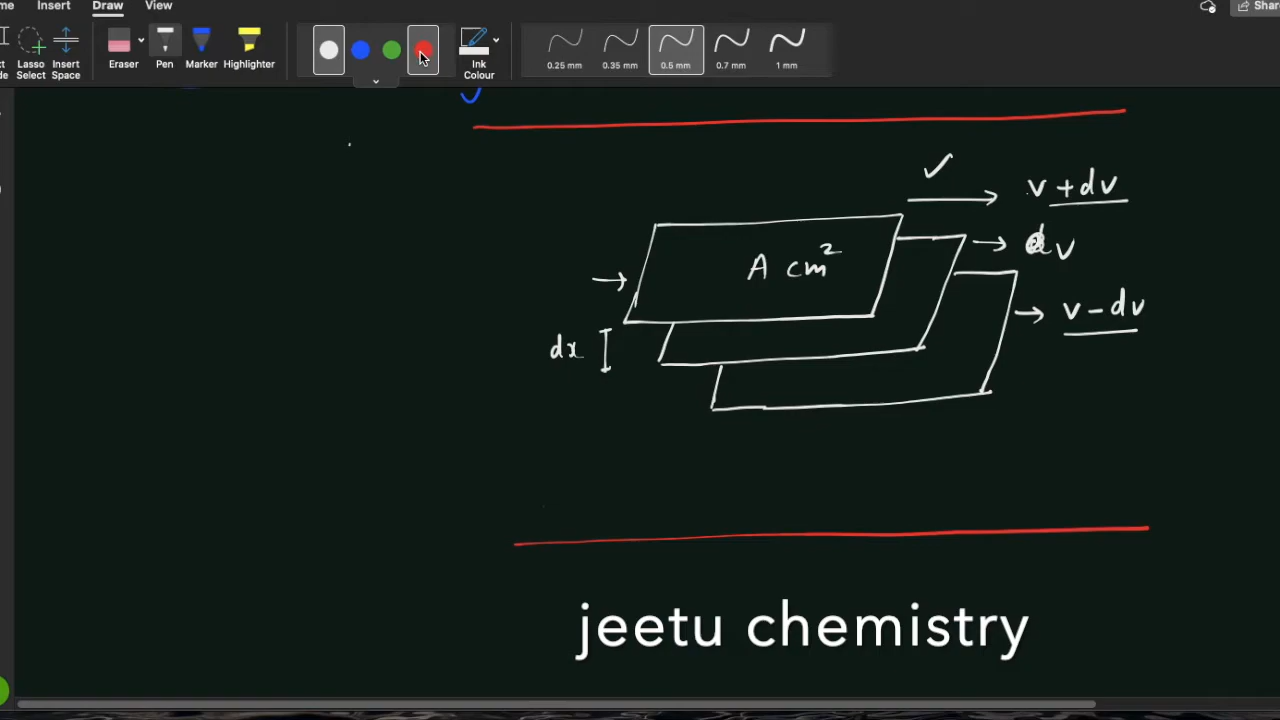 Insert Draw View
Eraser Pen Marker Highlighter
Lasso Select
Insert Space
Ink Colour
0.25 mm 0.35 mm 0.5 mm 0.7 mm 1 mm
✓
v + dv
A cm²
v
dx
v - dv
jeetu chemistry